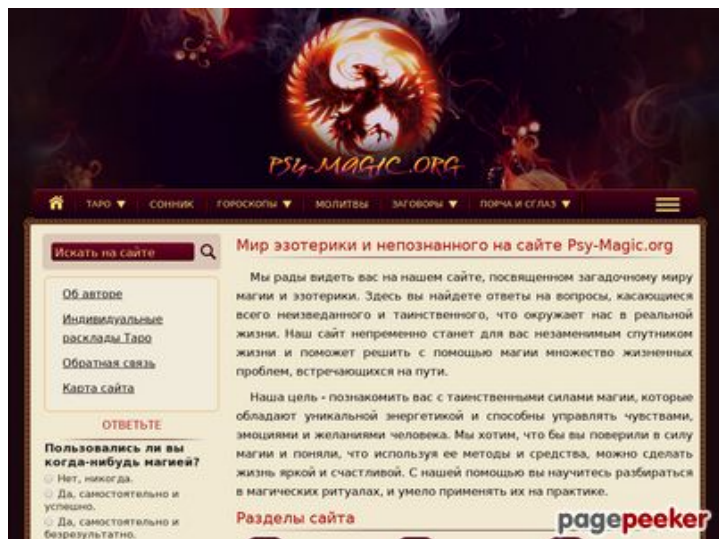 PSY-MAGIC.ORG
ТАРО ▼ СОННИК ГОРОСКОПЫ ▼ МОЛИТВЫ ЗАГОВОРЫ ▼ ПОРЧА И СГЛАЗ ▼
Искать на сайте
Об авторе
Индивидуальные
расклады Таро
Обратная связь
Карта сайта
ОТВЕТЬТЕ
Пользовались ли вы
когда-нибудь магией?
Нет, никогда.
Да, самостоятельно и
успешно.
Да, самостоятельно и
безрезультатно.
Мир эзотерики и непознанного на сайте Psy-Magic.org
Мы рады видеть вас на нашем сайте, посвященном загадочному миру
магии и эзотерики. Здесь вы найдете ответы на вопросы, касающиеся
всего неизведанного и таинственного, что окружает нас в реальной
жизни. Наш сайт непременно станет для вас незаменимым спутником
жизни и поможет решить с помощью магии множество жизненных
проблем, встречающихся на пути.
Наша цель - познакомить вас с таинственными силами магии, которые
обладают уникальной энергетикой и способны управлять чувствами,
эмоциями и желаниями человека. Мы хотим, что бы вы поверили в силу
магии и поняли, что используя ее методы и средства, можно сделать
жизнь яркой и счастливой. С нашей помощью вы научитесь разбираться
в магических ритуалах, и умело применять их на практике.
Разделы сайта
pagepeeker